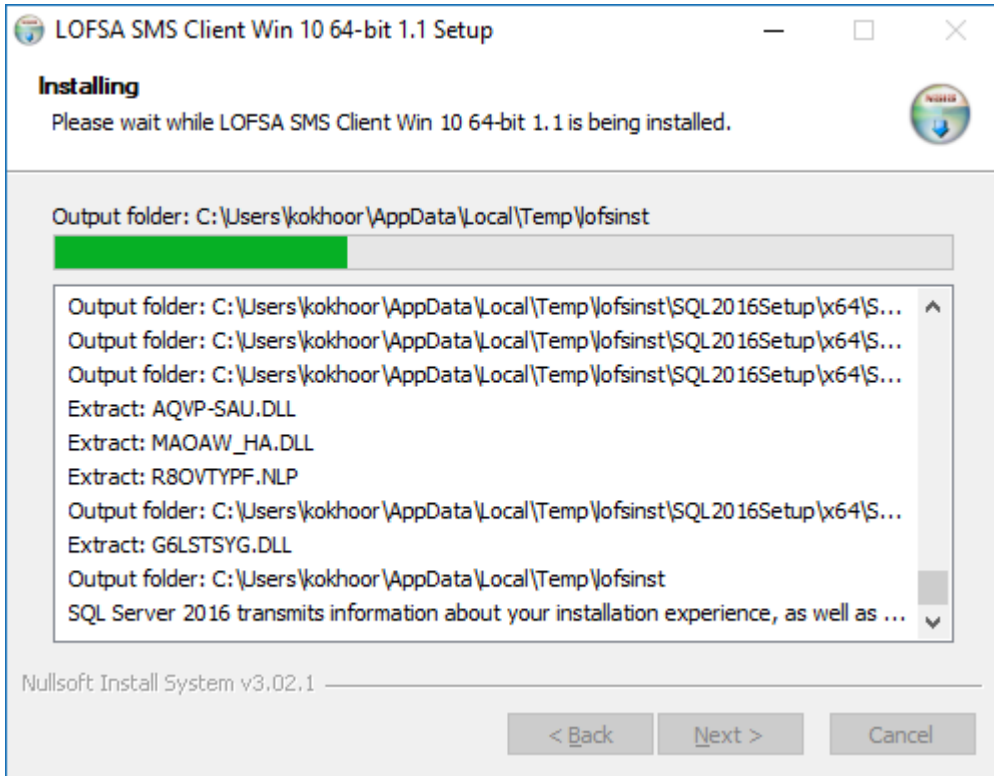 LOFSA SMS Client Win 10 64-bit 1.1 Setup
Installing
Please wait while LOFSA SMS Client Win 10 64-bit 1.1 is being installed.
Output folder: C:\Users\kokhoor\AppData\Local\Temp\lofsinst
Output folder: C:\Users\kokhoor\AppData\Local\Temp\lofsinst\SQL2016Setup\x64\S...
Output folder: C:\Users\kokhoor\AppData\Local\Temp\lofsinst\SQL2016Setup\x64\S...
Output folder: C:\Users\kokhoor\AppData\Local\Temp\lofsinst\SQL2016Setup\x64\S...
Extract: AQVP-SAU.DLL
Extract: MAOAW_HA.DLL
Extract: R8OVTYPF.NLP
Output folder: C:\Users\kokhoor\AppData\Local\Temp\lofsinst\SQL2016Setup\x64\S...
Extract: G6LSTSYG.DLL
Output folder: C:\Users\kokhoor\AppData\Local\Temp\lofsinst
SQL Server 2016 transmits information about your installation experience, as well as ...
Nullsoft Install System v3.02.1
< Back
Next >
Cancel